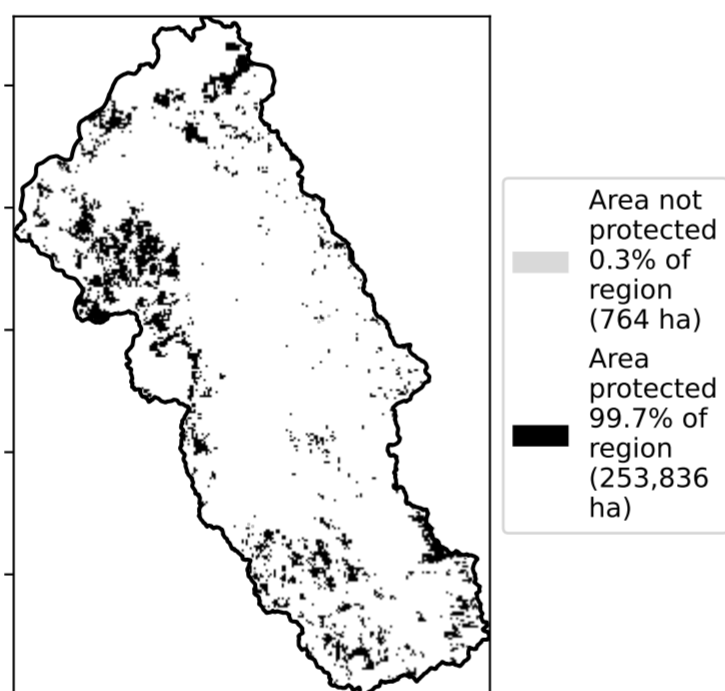 Area not
protected
0.3% of
region
(764 ha)
Area
protected
99.7% of
region
(253,836
ha)